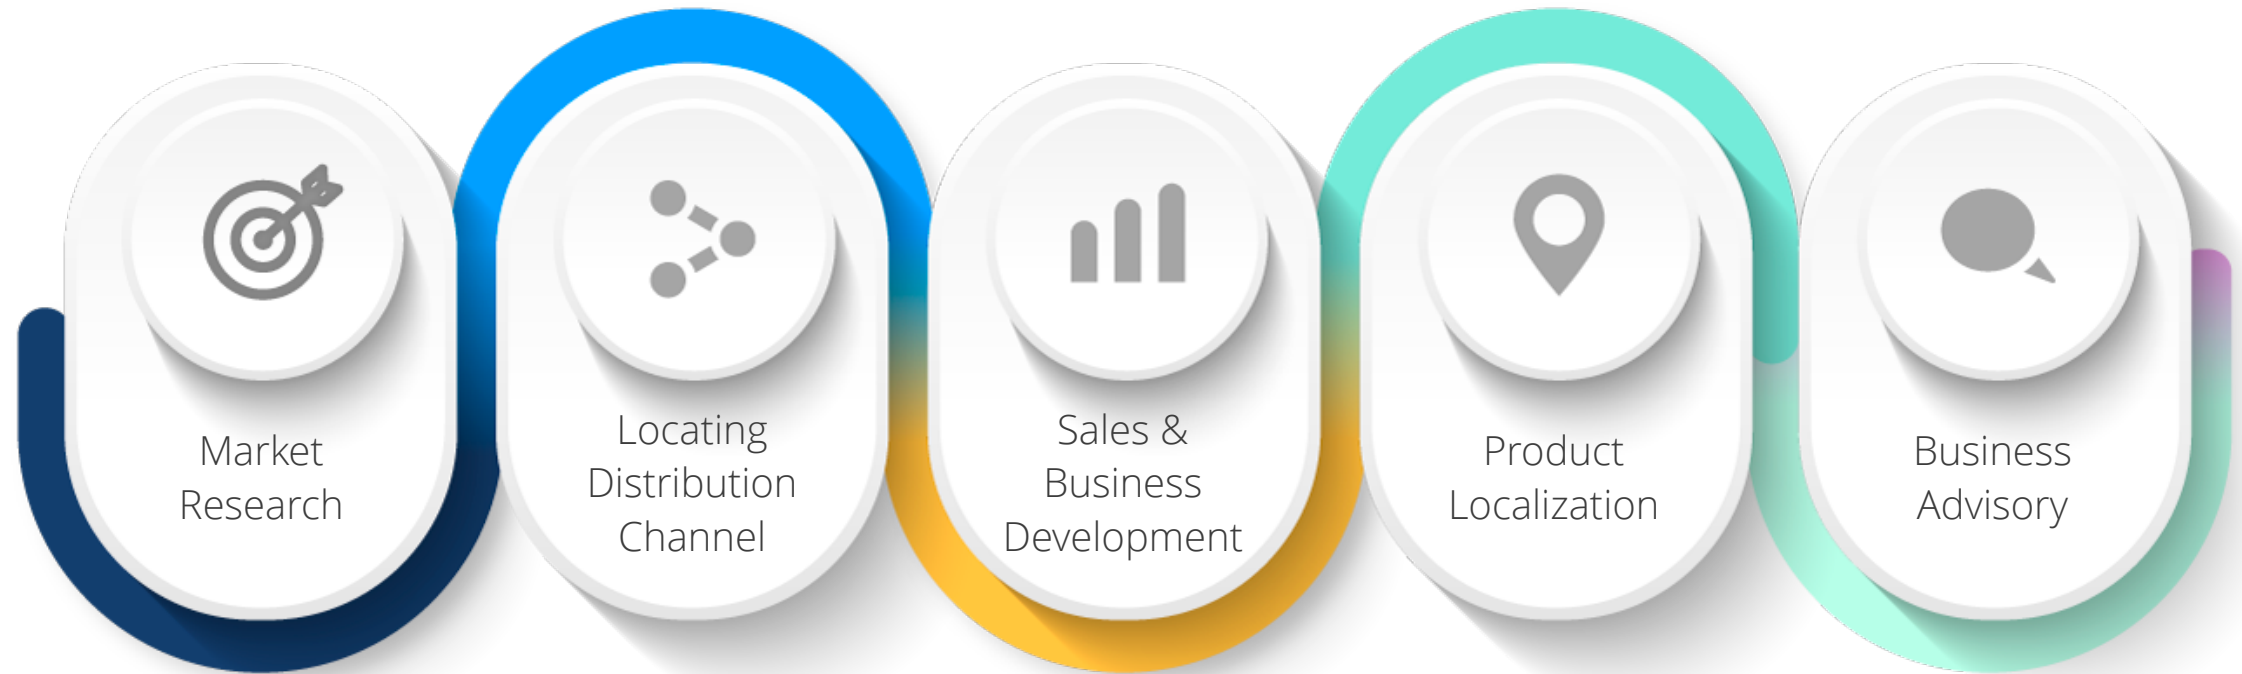 Market
Research
Locating
Distribution
Channel
Sales &
Business
Development
Product
Localization
Business
Advisory